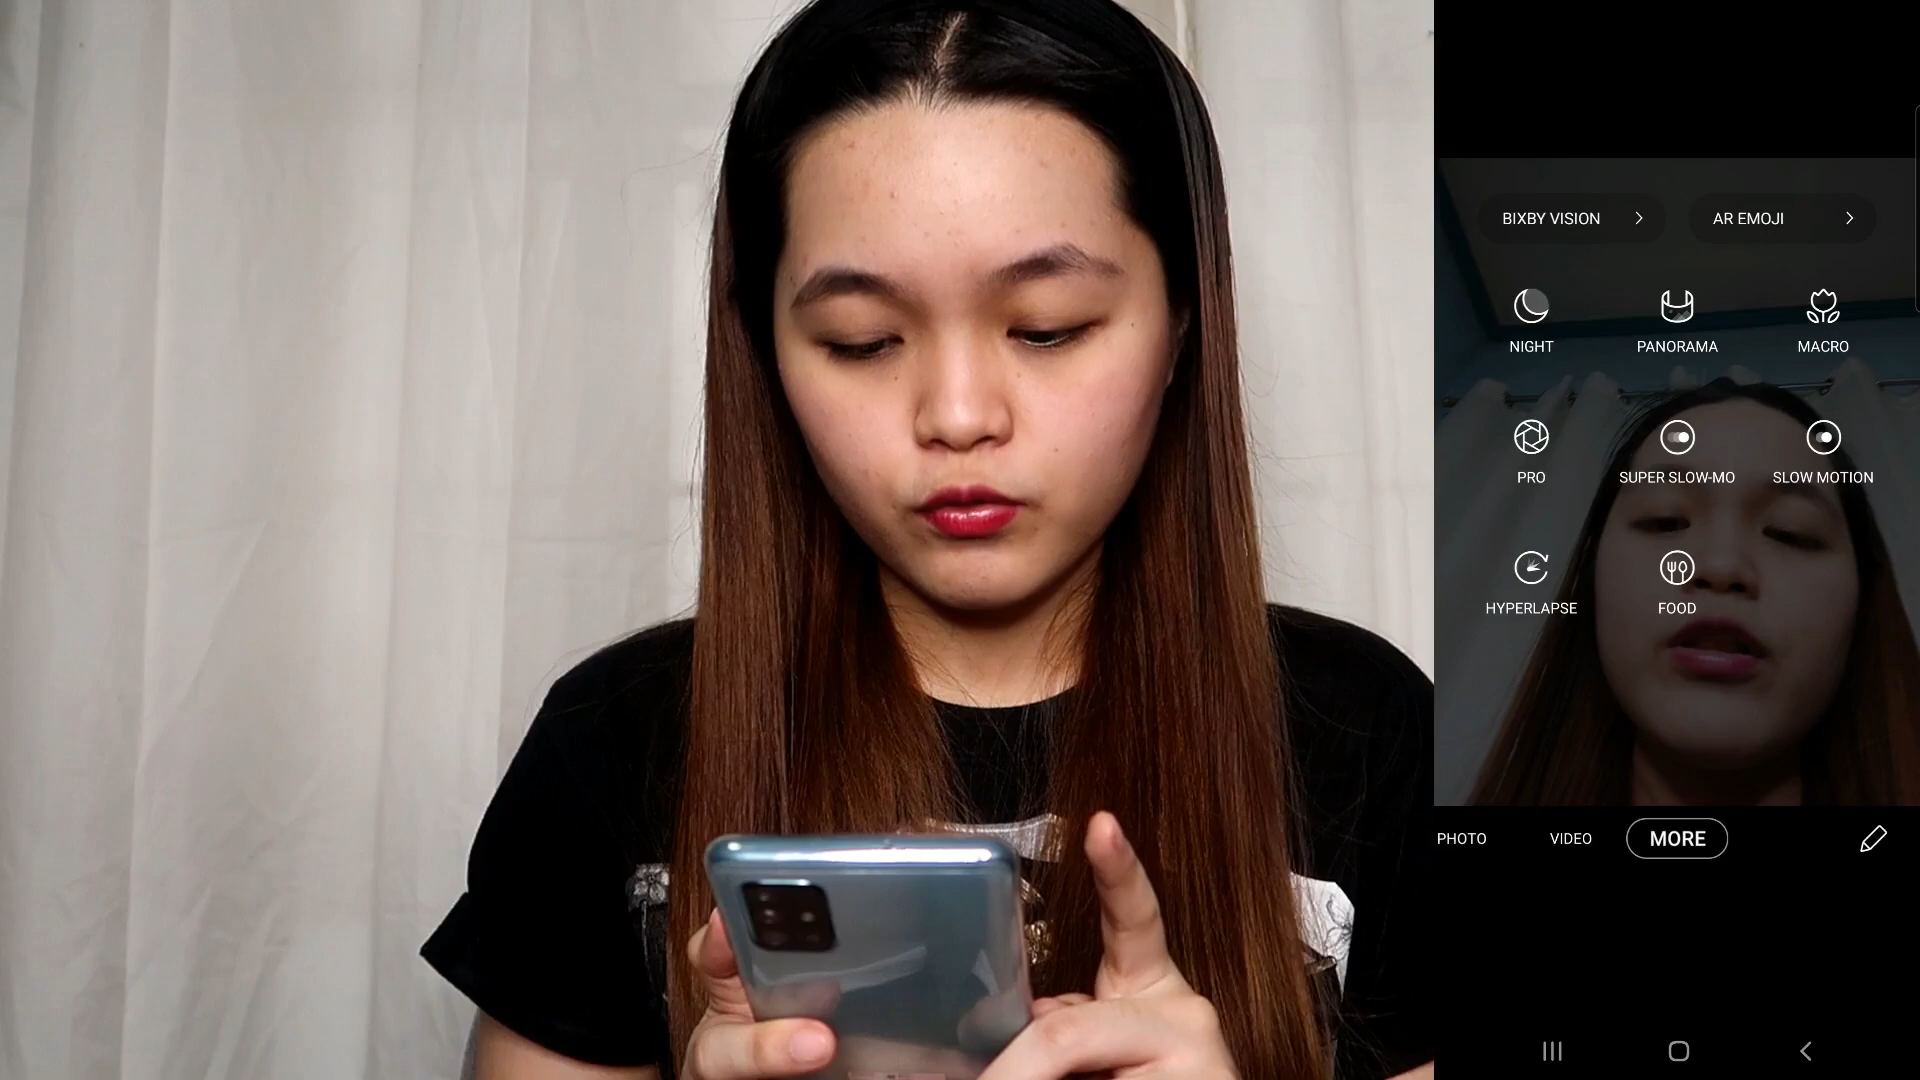 BIXBY VISION
AR EMOJI
NIGHT
PANORAMA
MACRO
PRO
SUPER SLOW-MO
SLOW MOTION
HYPERLAPSE
FOOD
PHOTO
VIDEO
MORE